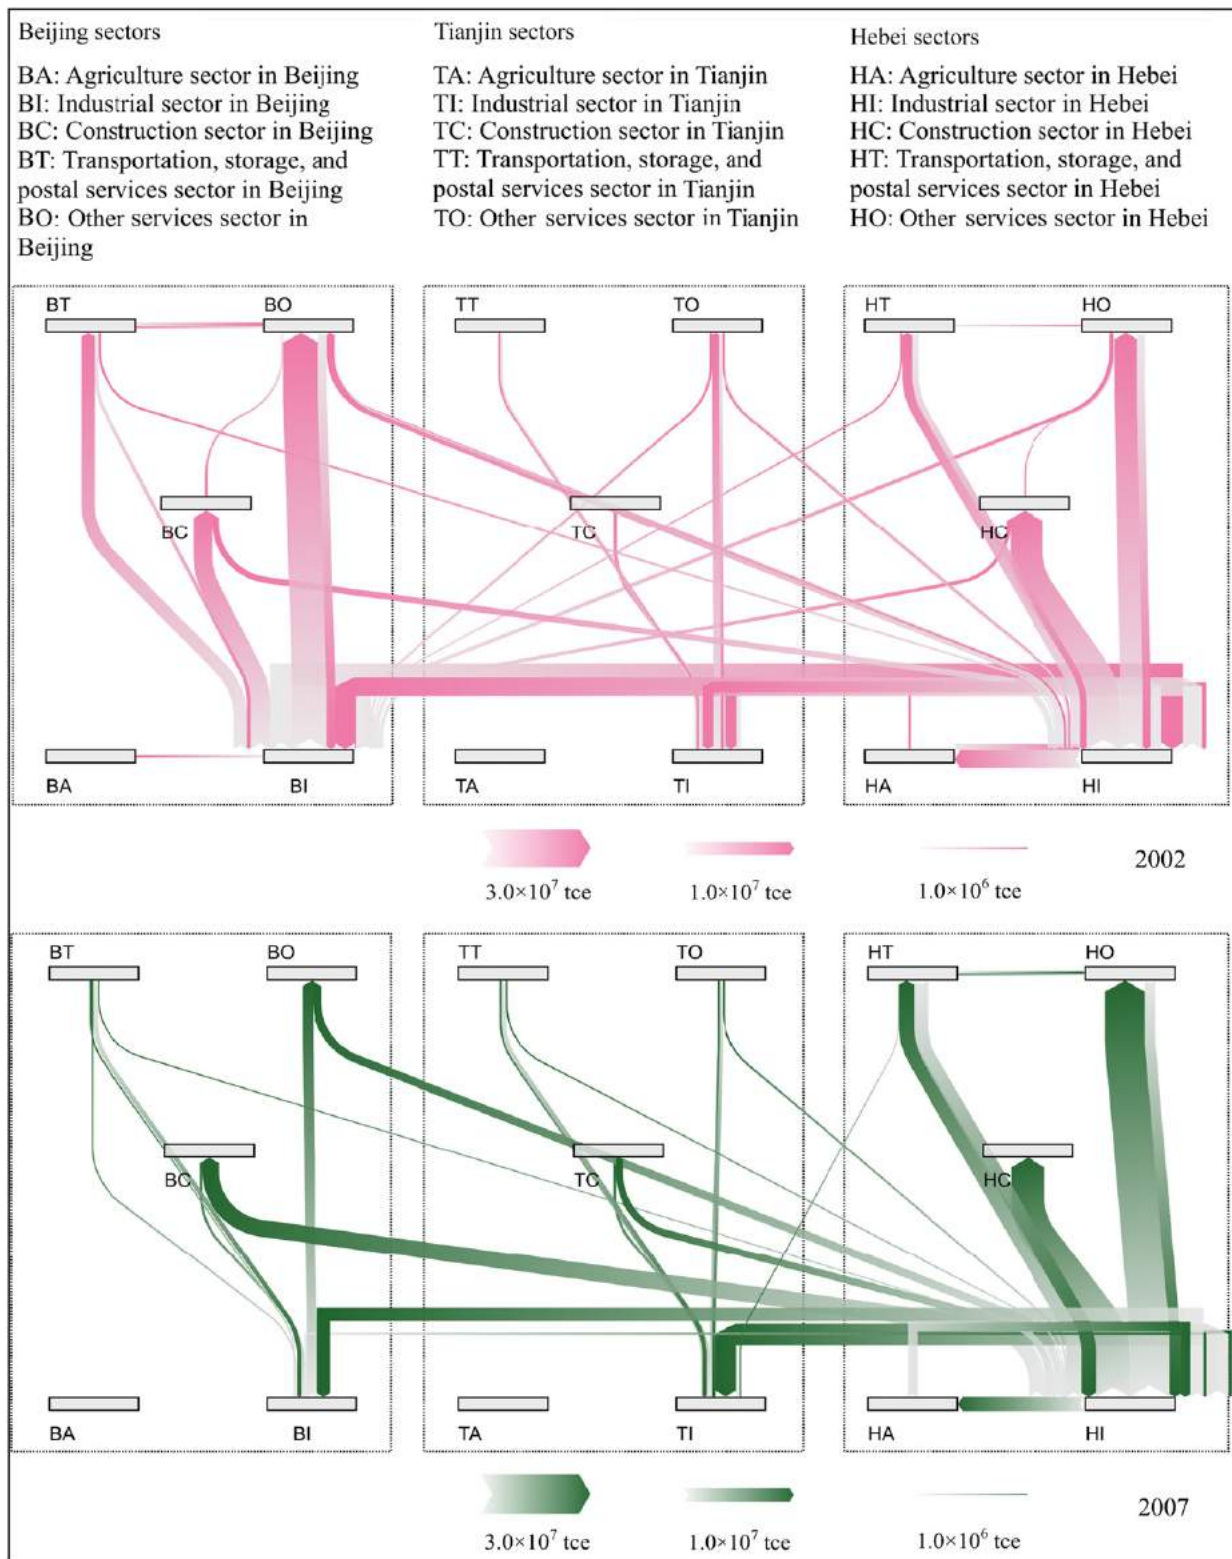 Beijing sectors
BA: Agriculture sector in Beijing
BI: Industrial sector in Beijing
BC: Construction sector in Beijing
BT: Transportation, storage, and
postal services sector in Beijing
BO: Other services sector in
Beijing
Tianjin sectors
TA: Agriculture sector in Tianjin
TI: Industrial sector in Tianjin
TC: Construction sector in Tianjin
TT: Transportation, storage, and
postal services sector in Tianjin
TO: Other services sector in Tianjin
Hebei sectors
HA: Agriculture sector in Hebei
HI: Industrial sector in Hebei
HC: Construction sector in Hebei
HT: Transportation, storage, and
postal services sector in Hebei
HO: Other services sector in Hebei
BT BO TT TO HT HO
BC TC HC
BA BI TA TI HA HI
3.0×10⁷ tce 1.0×10⁷ tce 1.0×10⁶ tce 2002
BT BO TT TO HT HO
BC TC HC
BA BI TA TI HA HI
3.0×10⁷ tce 1.0×10⁷ tce 1.0×10⁶ tce 2007